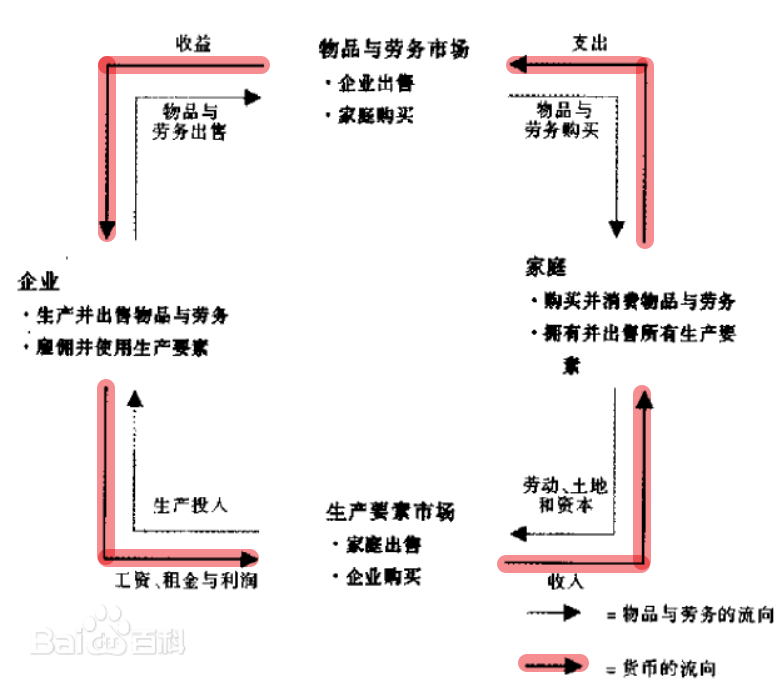 收益
物品与劳务市场
·企业出售
·家庭购买
支出
物品与
劳务出售
物品与
劳务购买
企业
·生产并出售物品与劳务
·雇佣并使用生产要素
家庭
·购买并消费物品与劳务
·拥有并出售所有生产要
素
生产投入
生产要素市场
·家庭出售
·企业购买
劳动、土地
和资本
工资、租金与利润
收入
=物品与劳务的流向
=货币的流向
Baidu百科